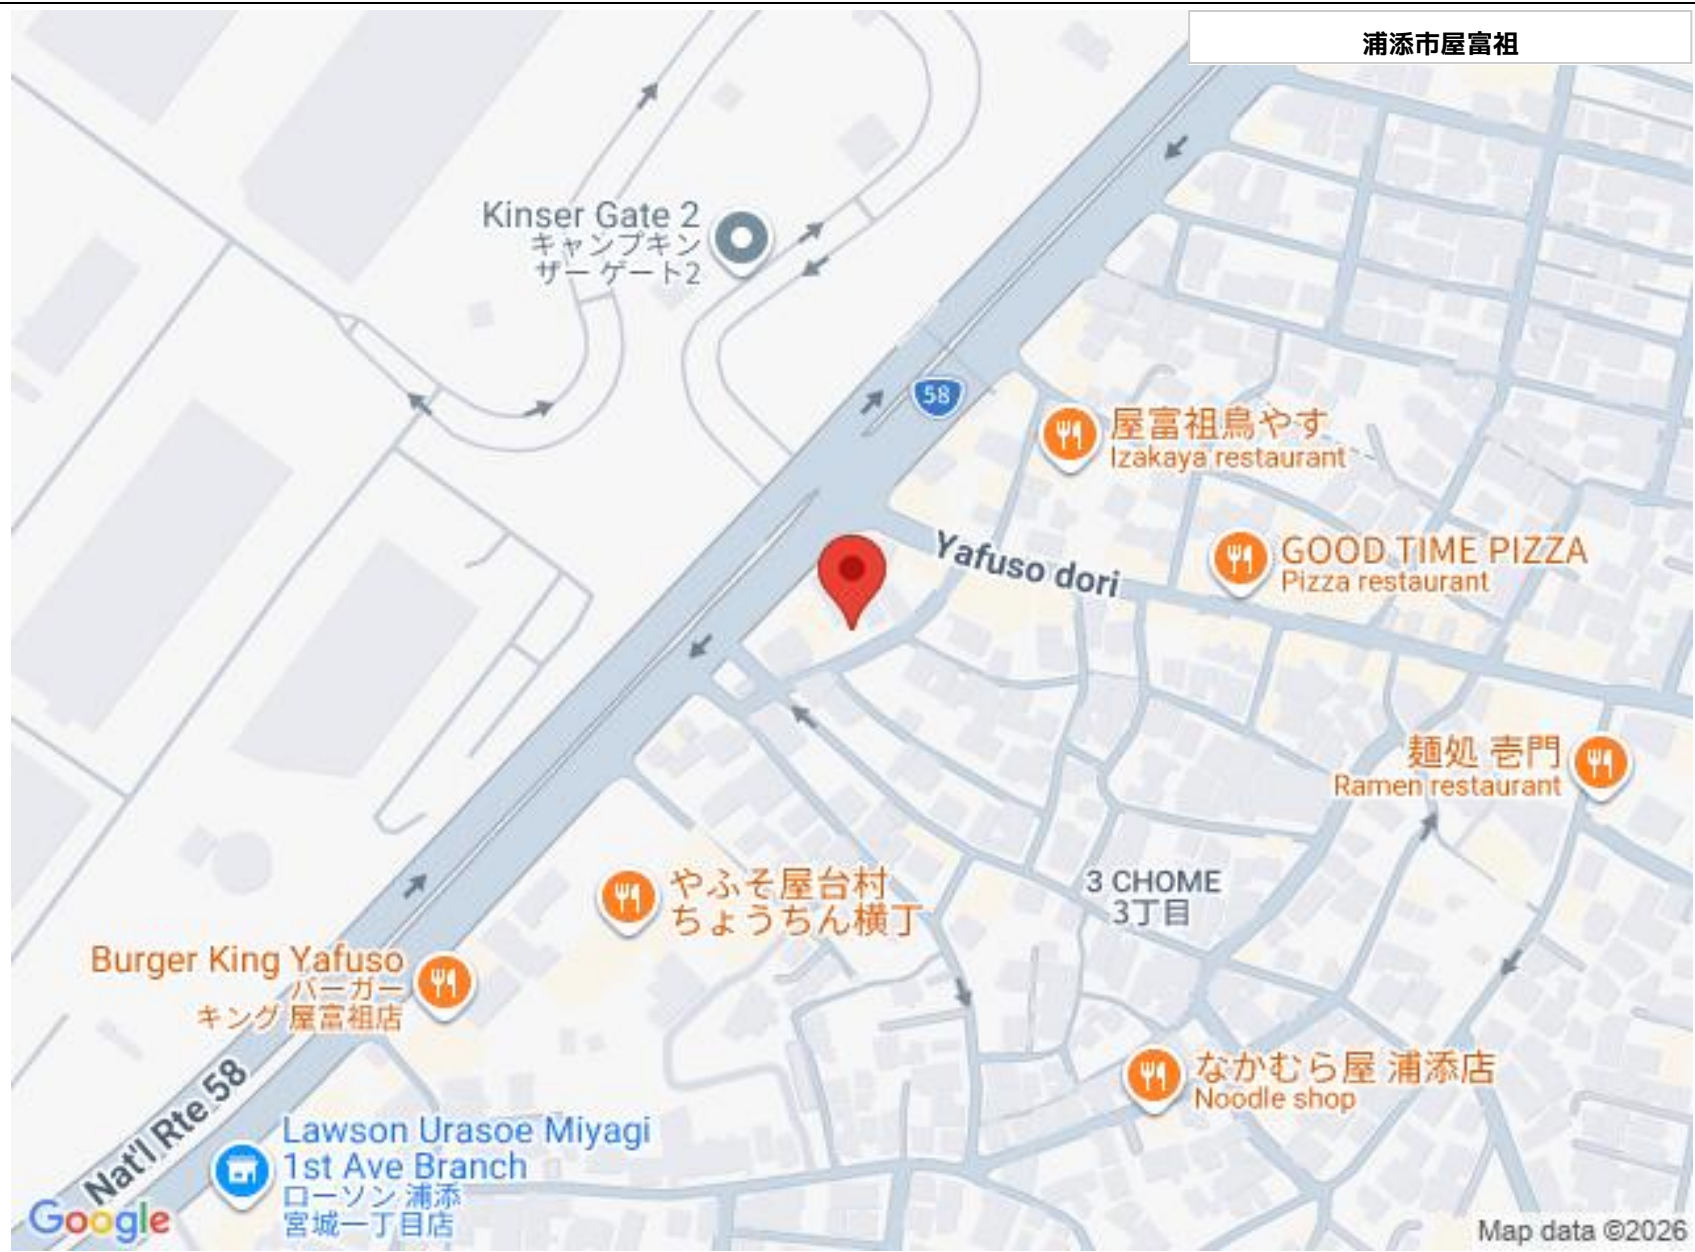 浦添市屋富祖
Kinser Gate 2
キャンプキン
ザー ゲート2
58
屋富祖鳥やす
Izakaya restaurant
Yafuso dori
GOOD TIME PIZZA
Pizza restaurant
麺処 壱門
Ramen restaurant
やふそ屋台村
ちょうちん横丁
3 CHOME
3丁目
Burger King Yafuso
バーガー
キング 屋富祖店
なかむら屋 浦添店
Noodle shop
Nat'l Rte 58
Lawson Urasoe Miyagi
1st Ave Branch
ローソン 浦添
宮城一丁目店
Google
Map data ©2026